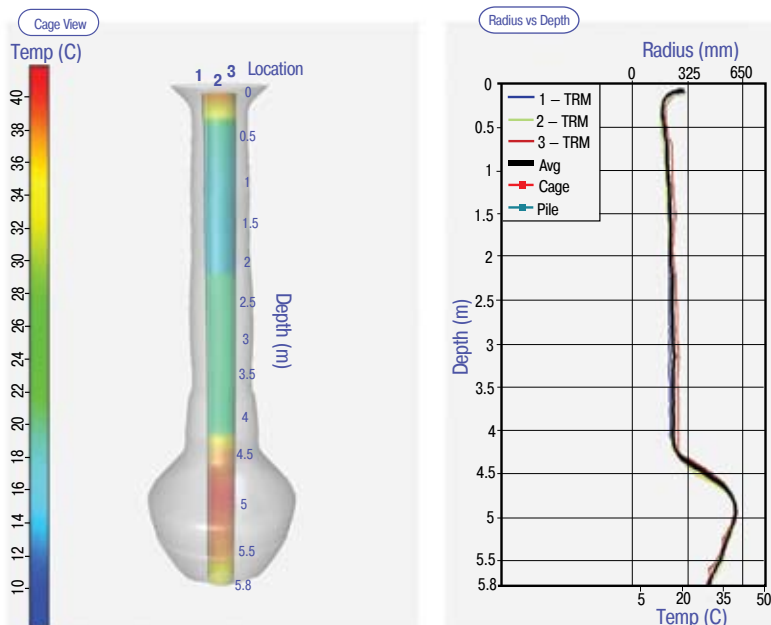 Cage View
Temp (C)
40
36
34
32
30
28
26
24
22
20
18
16
14
12
10
1 2 3 Location
0
0.5
1
1.5
2
2.5
3
3.5
4
4.5
5
5.5
5.8
Depth (m)
Radius vs Depth
Radius (mm)
0 325 650
0
0.5
1
1.5
2
2.5
3
3.5
4
4.5
5
5.5
5.8
Depth (m)
1 – TRM
2 – TRM
3 – TRM
Avg
Cage
Pile
5 20 35 50
Temp (C)